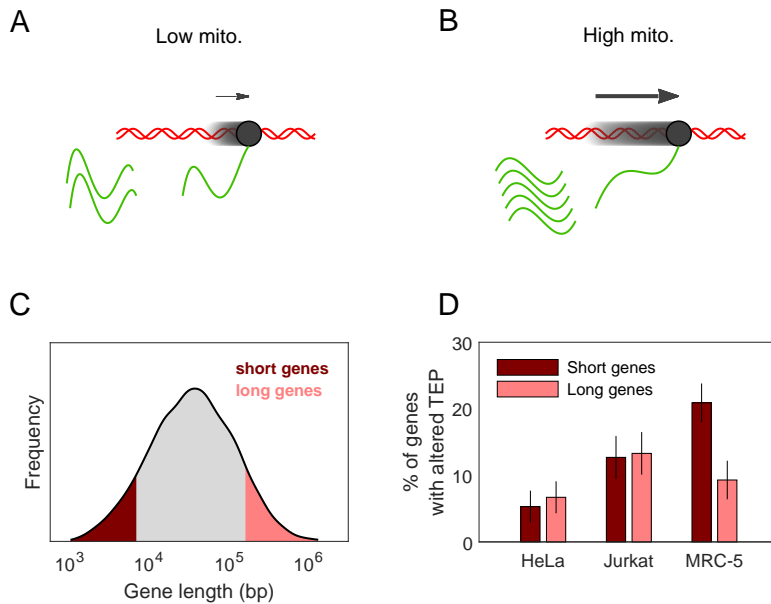 A
Low mito.
B
High mito.
C
short genes
long genes
Frequency
10³ 10⁴ 10⁵ 10⁶
Gene length (bp)
D
% of genes
with altered TEP
30
20
10
0
Short genes
Long genes
HeLa Jurkat MRC-5